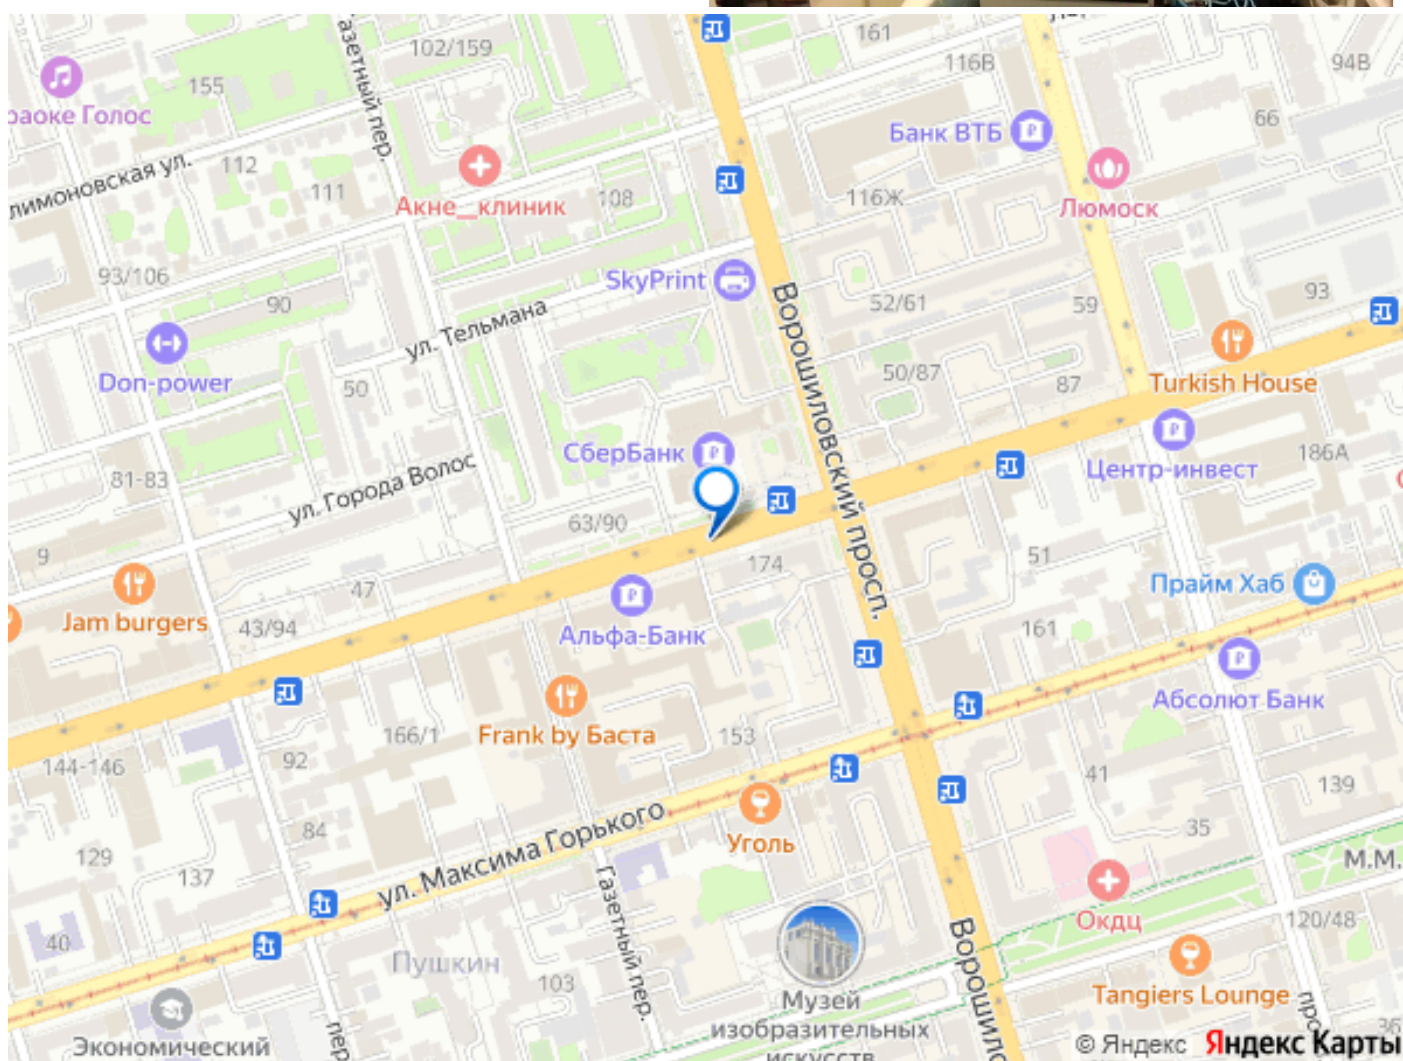 азетный пер.
102/159
161
116В
94В
155
раоке Голос
Банк ВТБ
66
лимоновская ул.
112
111
Акне_клиник
108
116Ж
Люмоск
93/106
90
SkyPrint
Ворошиловский просп.
52/61
59
93
ул. Тельмана
Don-power
50
50/87
87
Turkish House
СберБанк
Центр-инвест
186А
81-83
ул. Города Волос
63/90
9
174
51
47
Прайм Хаб
Jam burgers
43/94
Альфа-Банк
161
Абсолют Банк
Frank by Баста
166/1
153
144-146
92
41
139
84
ул. Максима Горького
Уголь
35
129
137
М.М.
Газетный пер.
Окдц
120/48
40
Пушкин
103
Ворошило
Tangiers Lounge
про
Музей
изобразительных
искусств
Экономический
пер
36
© Яндекс Яндекс Карты